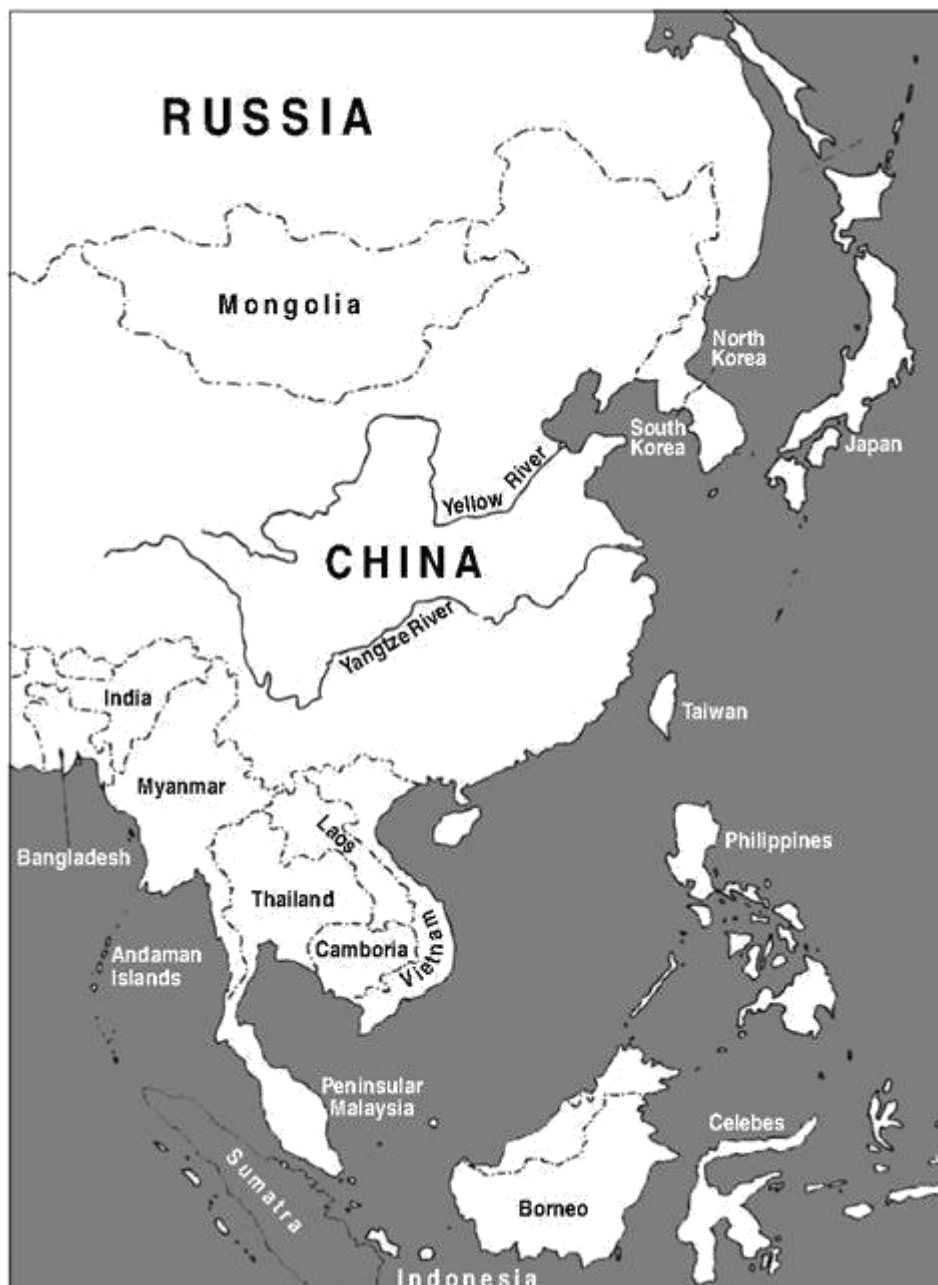 RUSSIA
Mongolia
North
Korea
South
Korea
Japan
Yellow River
CHINA
Yangtze River
India
Taiwan
Myanmar
Bangladesh
Laos
Philippines
Thailand
Camboria
Vietnam
Andaman
Islands
Peninsular
Malaysia
Celebes
Sumatra
Borneo
Indonesia